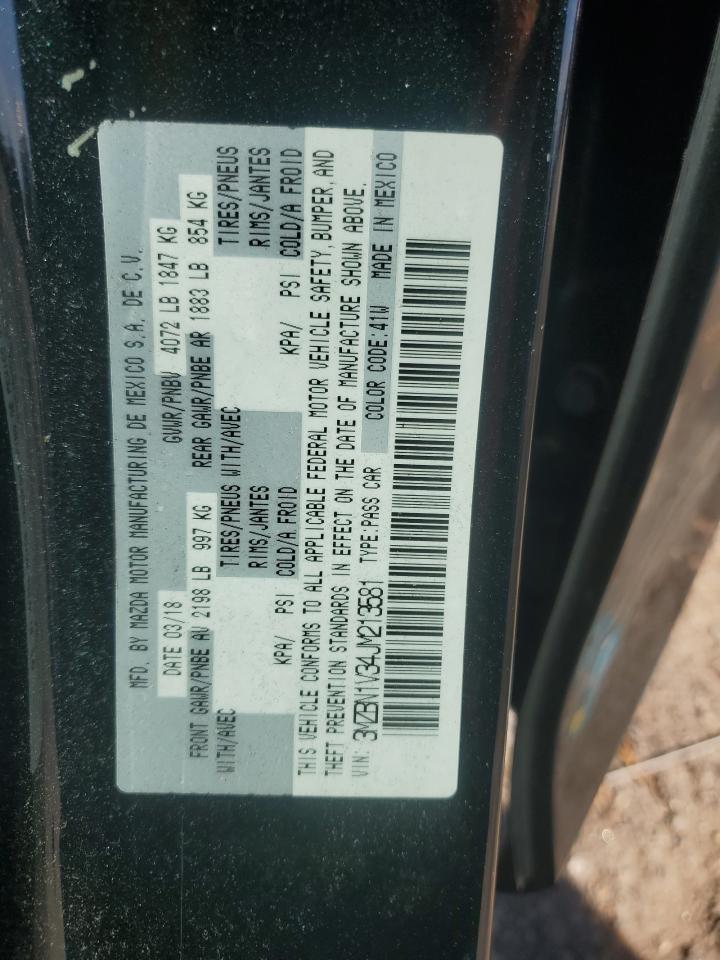 MFD. BY MAZDA MOTOR MANUFACTURING DE MEXICO S.A. DE C.V.
DATE 03/18 GVWR/PNBV 4072 LB 1847 KG
FRONT GAWR/PNBE AV 2198 LB 997 KG REAR GAWR/PNBE AR 1883 LB 854 KG
WITH/AVEC TIRES/PNEUS WITH/AVEC TIRES/PNEUS
RIMS/JANTES RIMS/JANTES
KPA/ PSI COLD/A FROID KPA/ PSI COLD/A FROID
THIS VEHICLE CONFORMS TO ALL APPLICABLE FEDERAL MOTOR VEHICLE SAFETY, BUMPER, AND
THEFT PREVENTION STANDARDS IN EFFECT ON THE DATE OF MANUFACTURE SHOWN ABOVE.
VIN: 3MZBN1V34JM213581 TYPE:PASS CAR COLOR CODE:41W MADE IN MEXICO